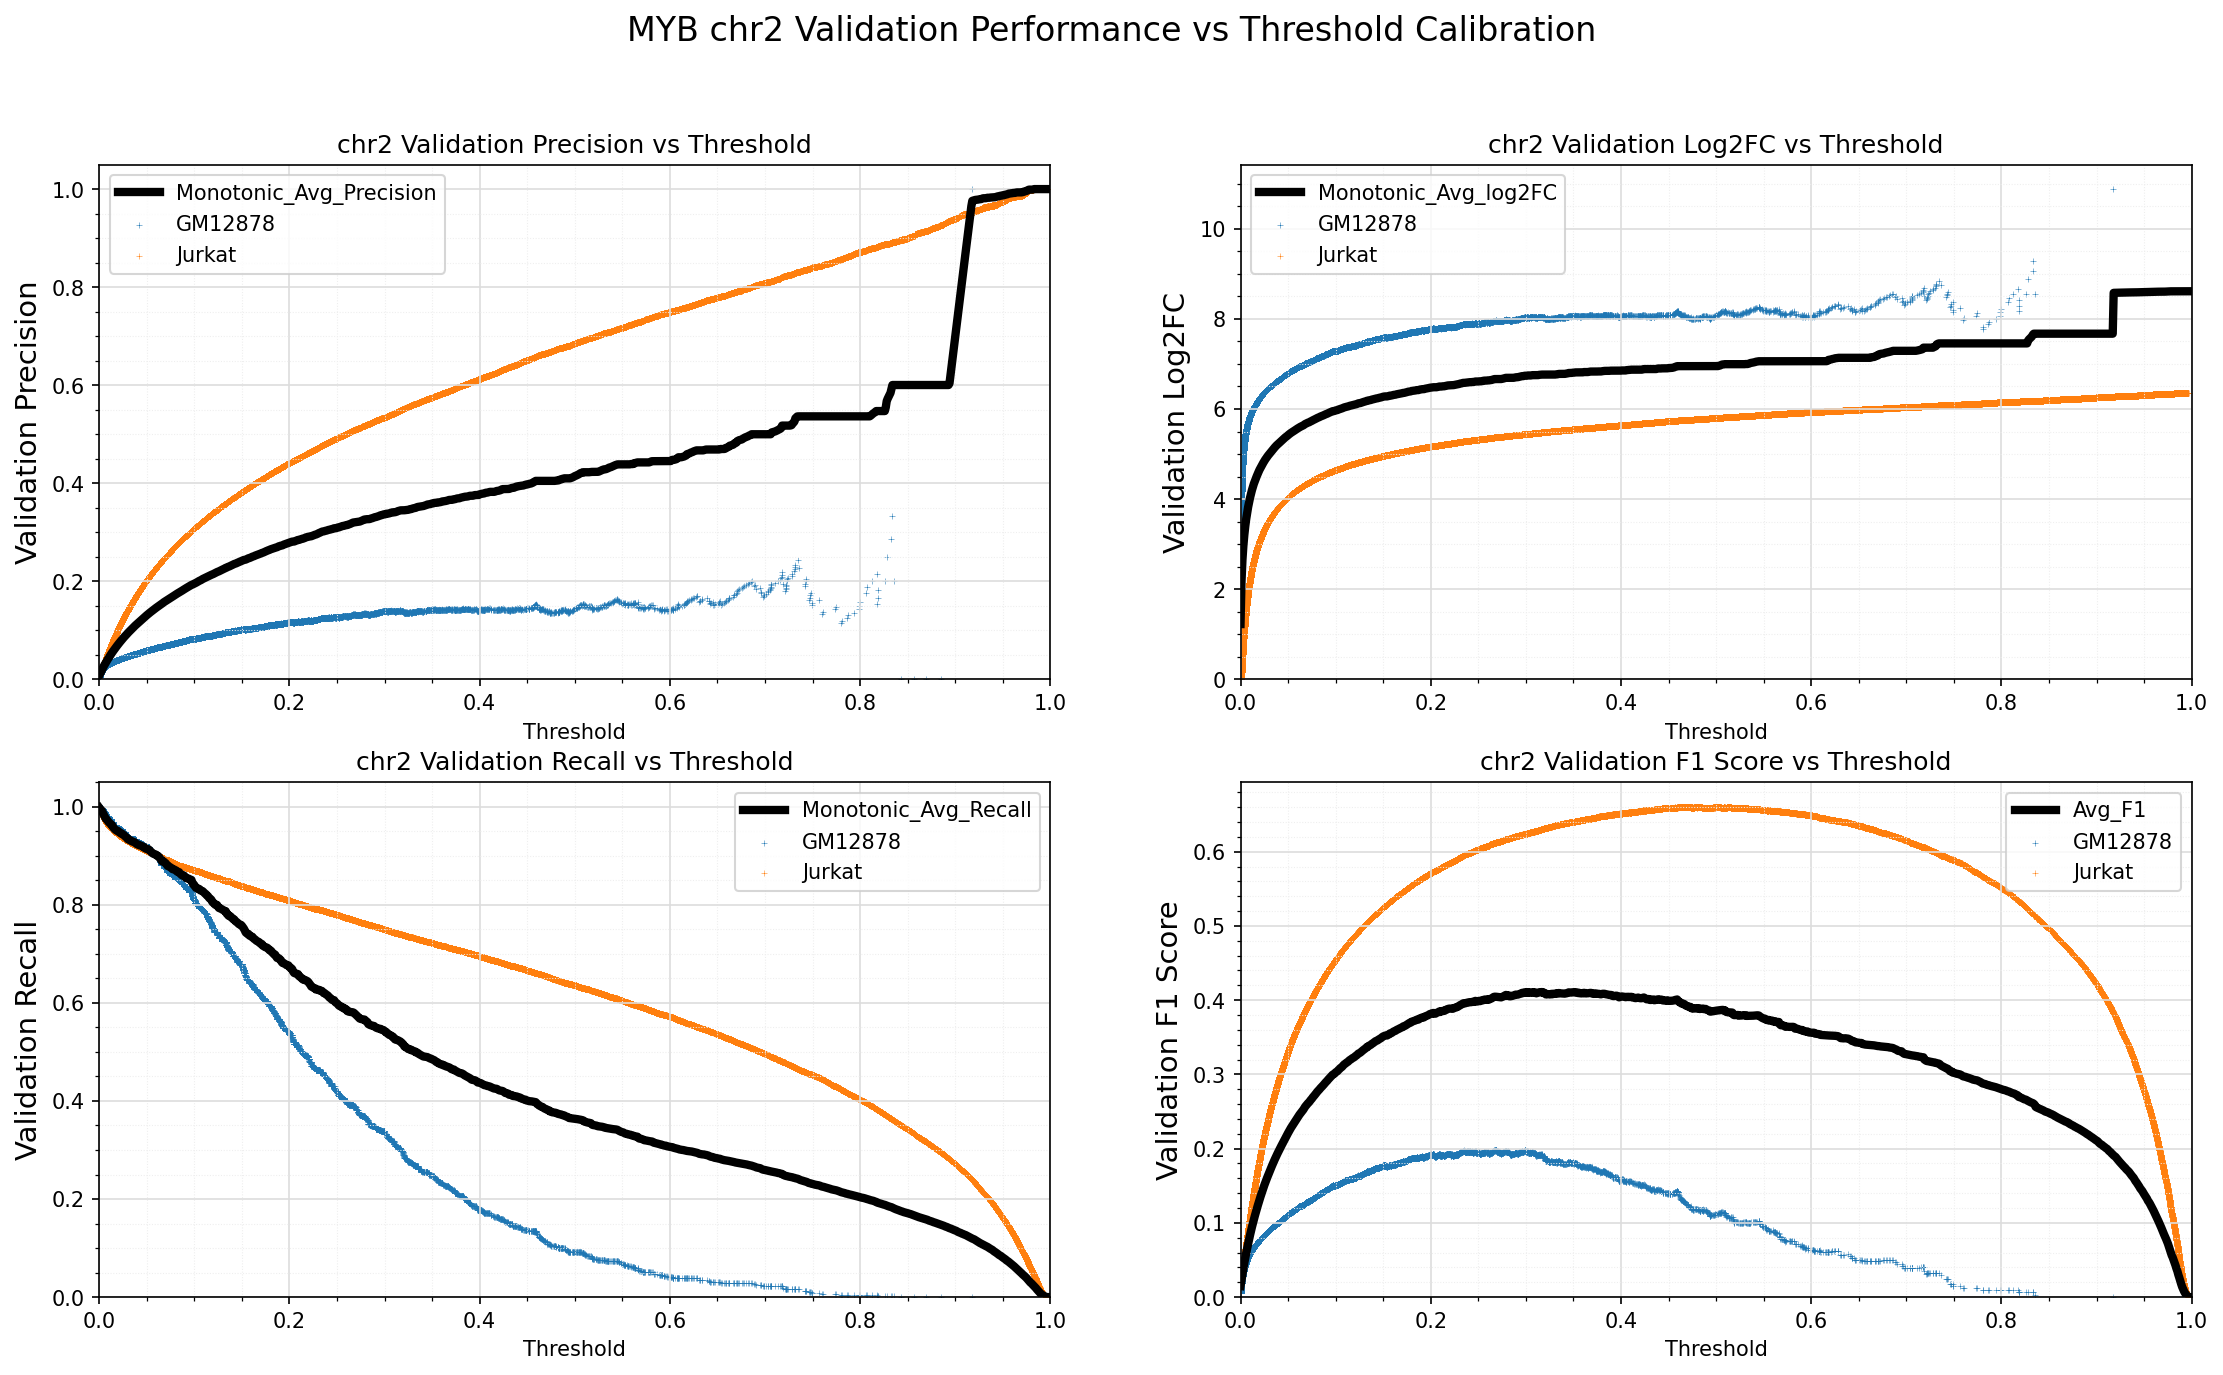 MYB chr2 Validation Performance vs Threshold Calibration
chr2 Validation Precision vs Threshold
Validation Precision
1.0
0.8
0.6
0.4
0.2
0.0
Monotonic_Avg_Precision
GM12878
Jurkat
0.0 0.2 0.4 0.6 0.8 1.0
Threshold
chr2 Validation Log2FC vs Threshold
Validation Log2FC
10
8
6
4
2
0
Monotonic_Avg_log2FC
GM12878
Jurkat
0.0 0.2 0.4 0.6 0.8 1.0
Threshold
chr2 Validation Recall vs Threshold
Validation Recall
1.0
0.8
0.6
0.4
0.2
0.0
Monotonic_Avg_Recall
GM12878
Jurkat
0.0 0.2 0.4 0.6 0.8 1.0
Threshold
chr2 Validation F1 Score vs Threshold
Validation F1 Score
0.6
0.5
0.4
0.3
0.2
0.1
0.0
Avg_F1
GM12878
Jurkat
0.0 0.2 0.4 0.6 0.8 1.0
Threshold